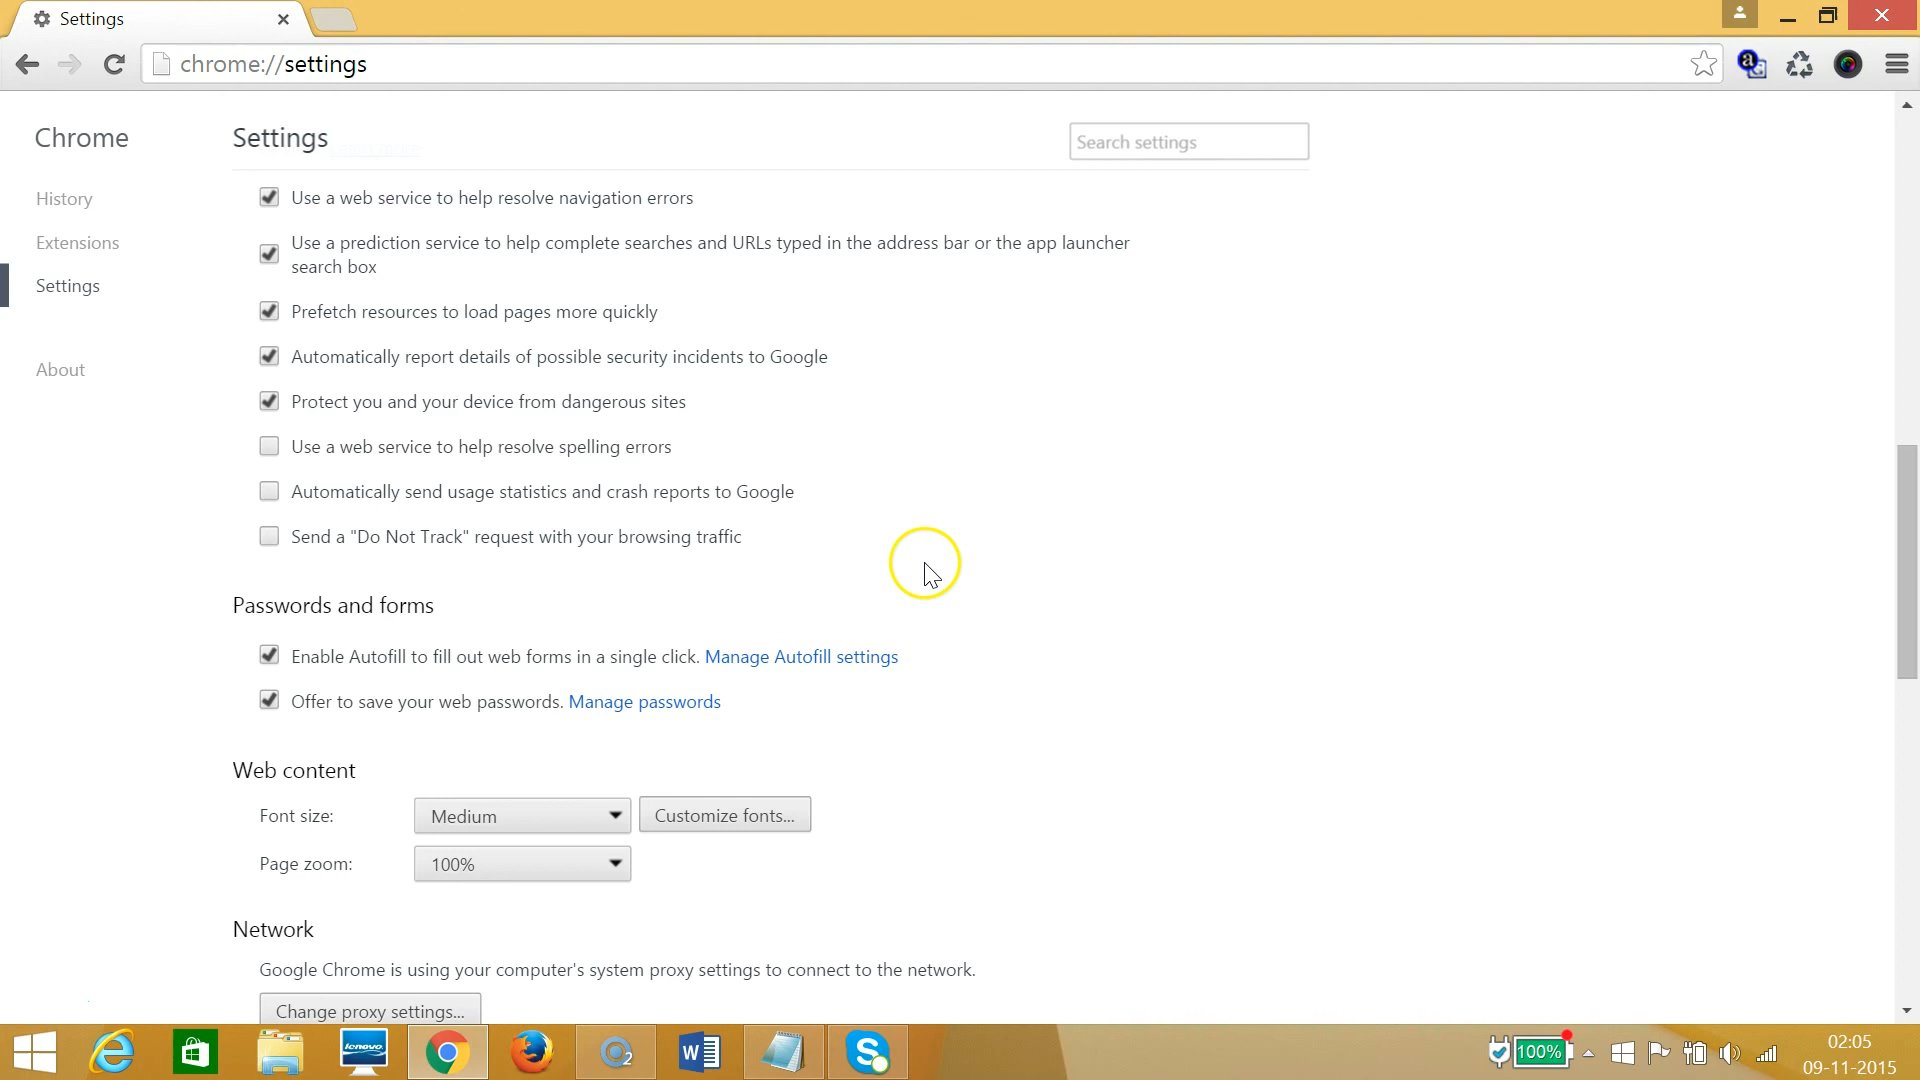 Settings
chrome://settings
Chrome
Settings
Search settings
History
Extensions
Settings
About
Use a web service to help resolve navigation errors
Use a prediction service to help complete searches and URLs typed in the address bar or the app launcher
search box
Prefetch resources to load pages more quickly
Automatically report details of possible security incidents to Google
Protect you and your device from dangerous sites
Use a web service to help resolve spelling errors
Automatically send usage statistics and crash reports to Google
Send a "Do Not Track" request with your browsing traffic
Passwords and forms
Enable Autofill to fill out web forms in a single click. Manage Autofill settings
Offer to save your web passwords. Manage passwords
Web content
Font size: Medium Customize fonts...
Page zoom: 100%
Network
Google Chrome is using your computer's system proxy settings to connect to the network.
Change proxy settings...
lenovo
100%
02:05
09-11-2015